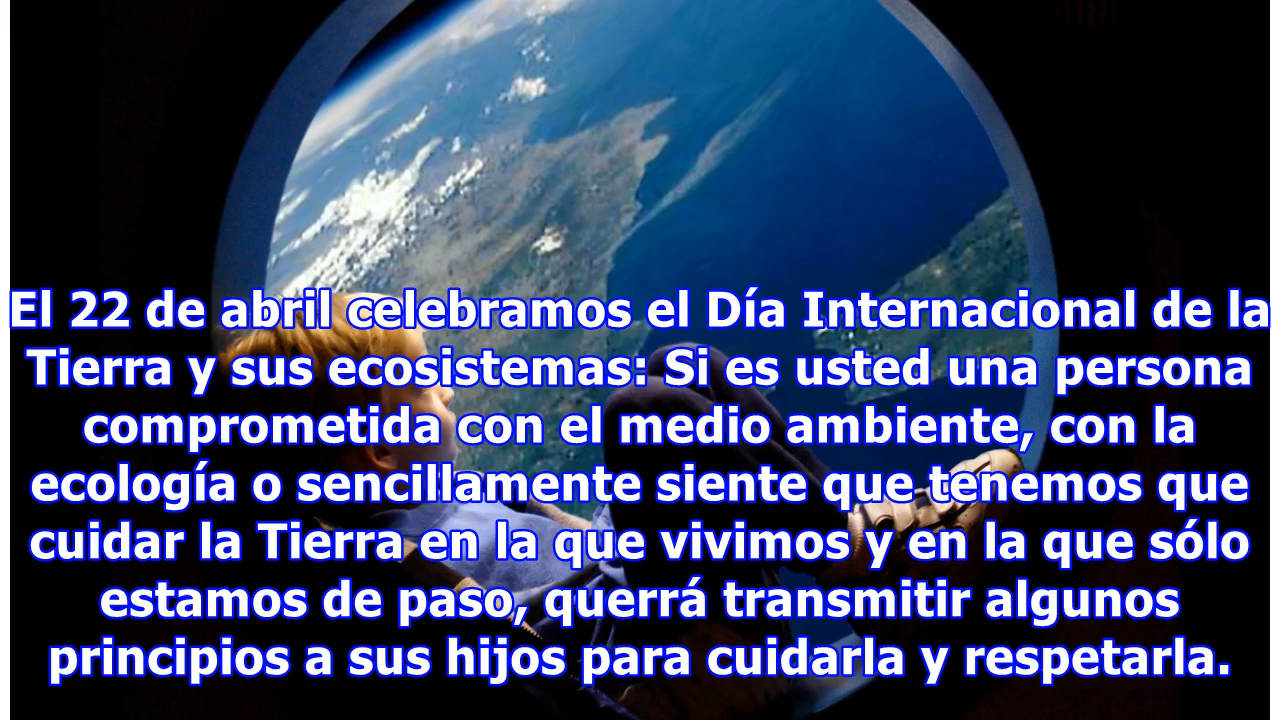 El 22 de abril celebramos el Día Internacional de la
Tierra y sus ecosistemas: Si es usted una persona
comprometida con el medio ambiente, con la
ecología o sencillamente siente que tenemos que
cuidar la Tierra en la que vivimos y en la que sólo
estamos de paso, querrá transmitir algunos
principios a sus hijos para cuidarla y respetarla.